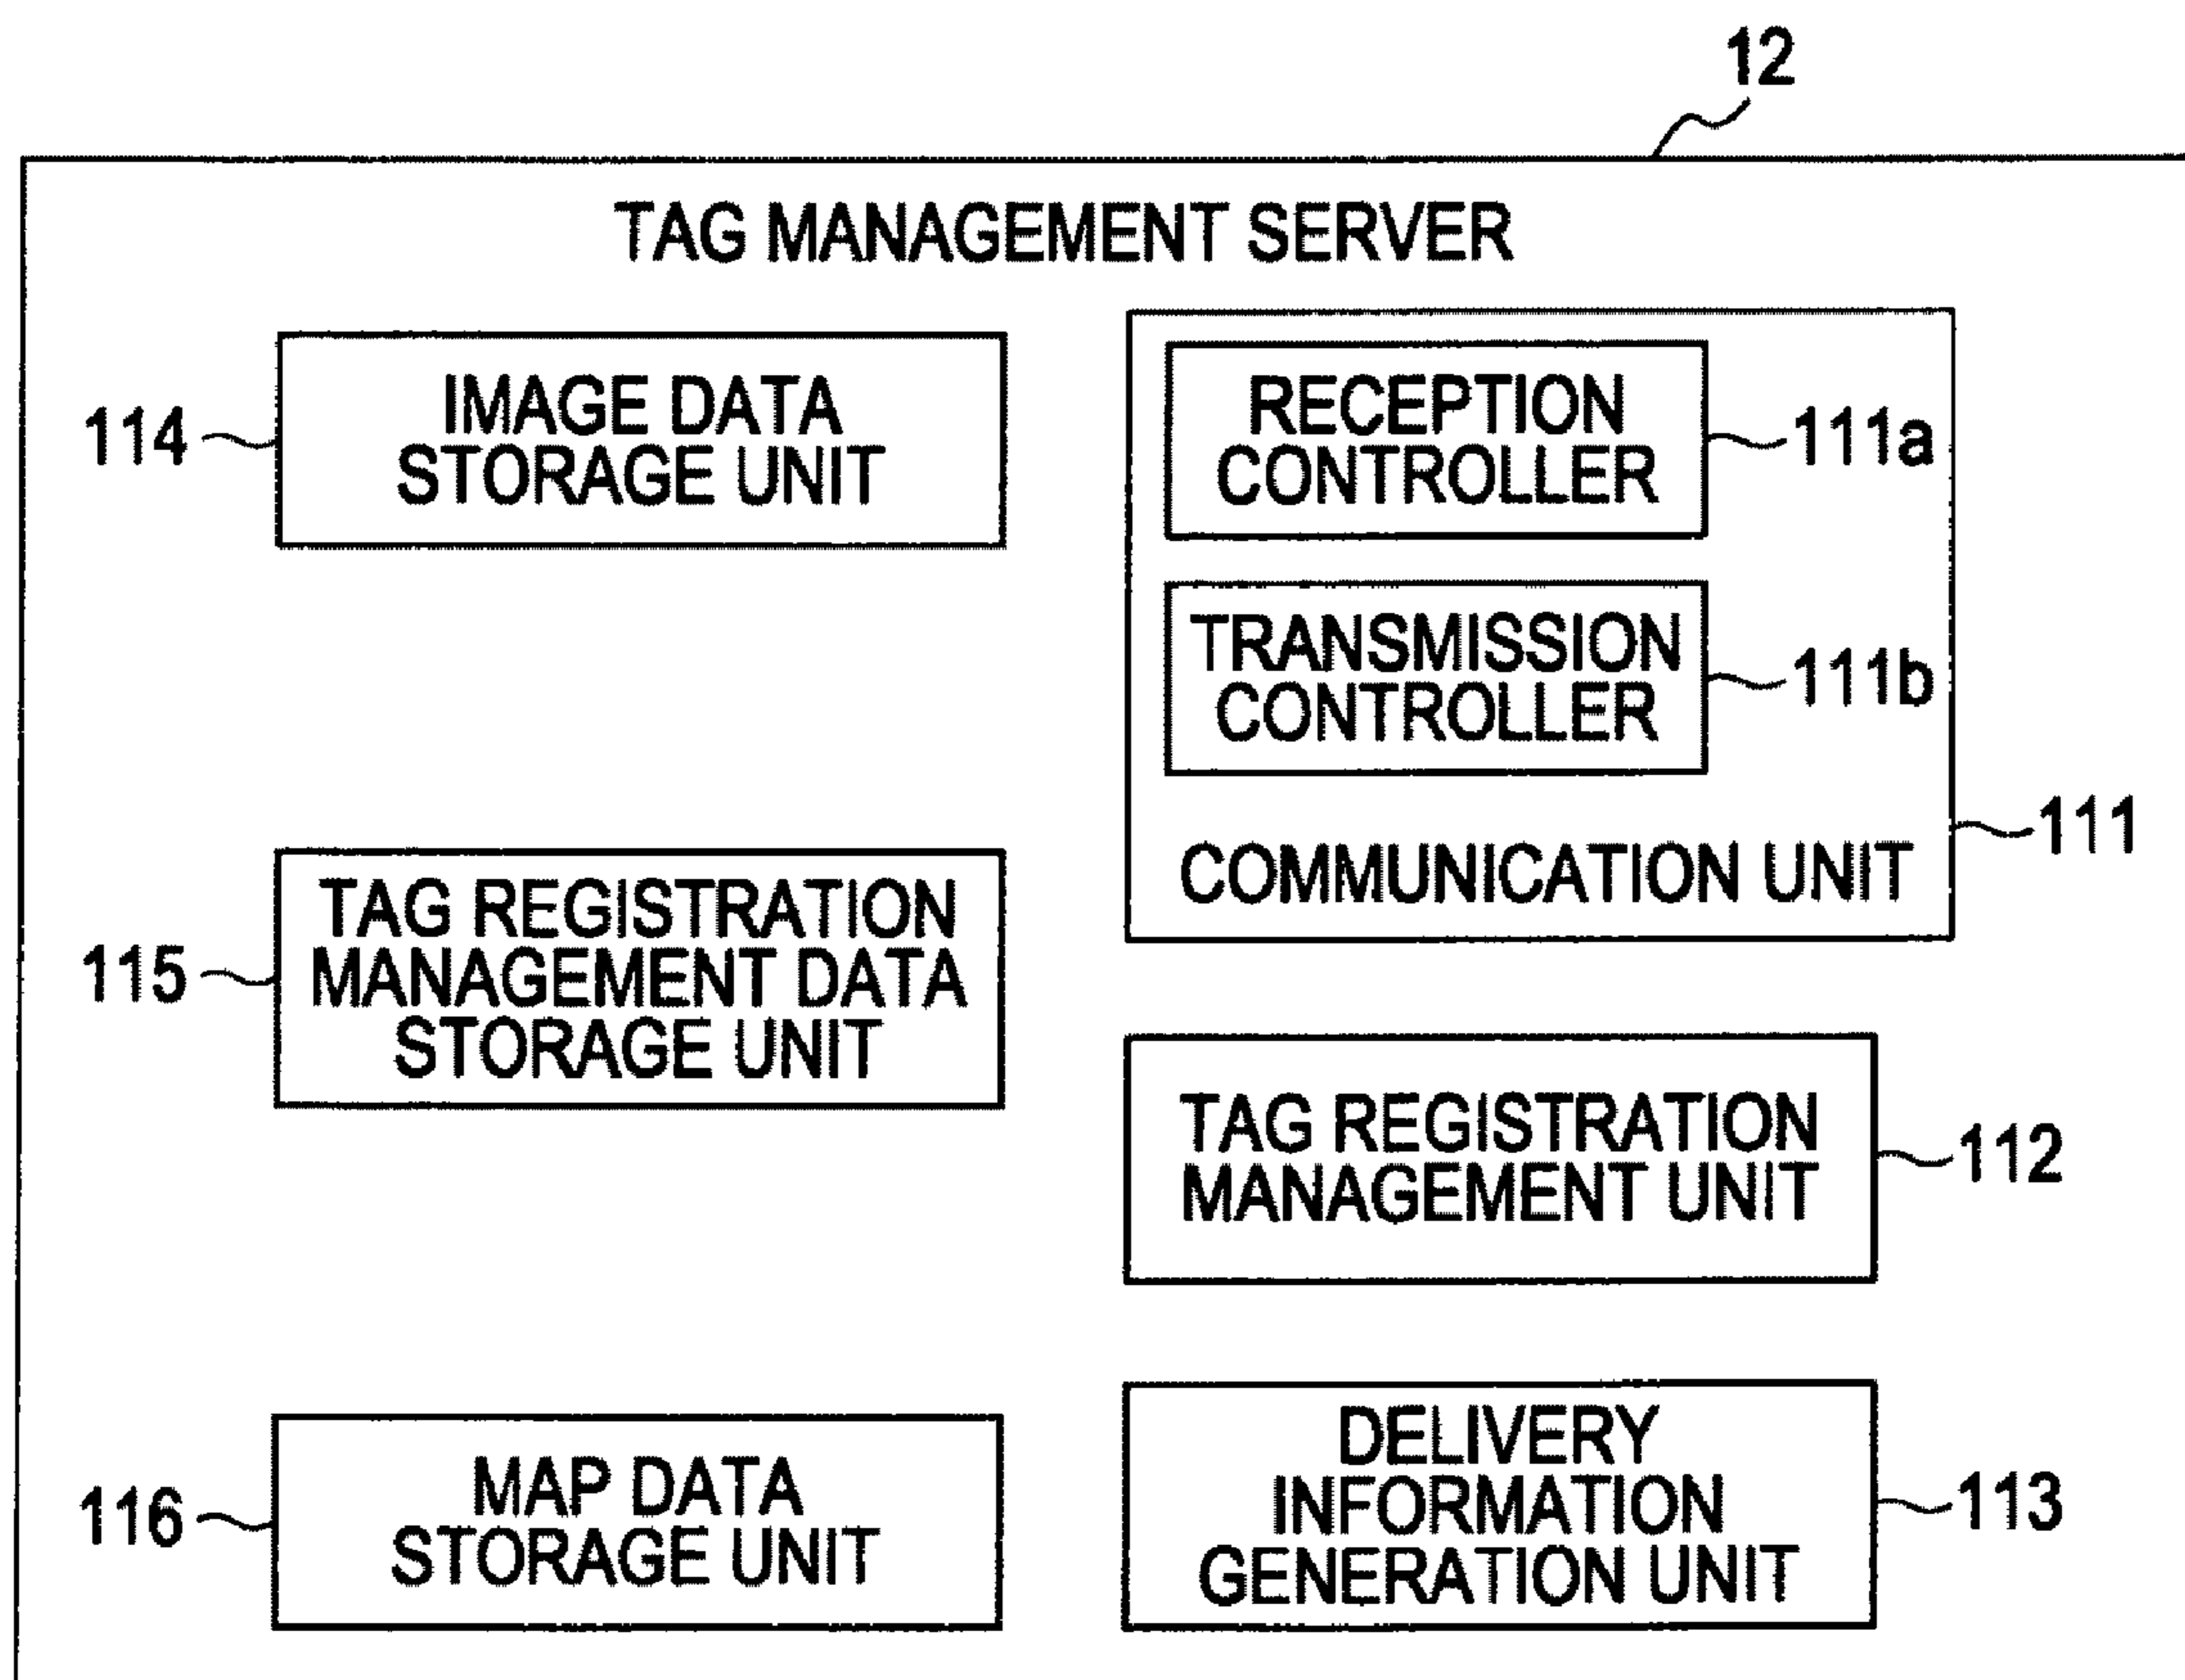 12
TAG MANAGEMENT SERVER
114
IMAGE DATA
STORAGE UNIT
RECEPTION
CONTROLLER
111a
TRANSMISSION
CONTROLLER
111b
COMMUNICATION UNIT
111
115
TAG REGISTRATION
MANAGEMENT DATA
STORAGE UNIT
TAG REGISTRATION
MANAGEMENT UNIT
112
116
MAP DATA
STORAGE UNIT
DELIVERY
INFORMATION
GENERATION UNIT
113